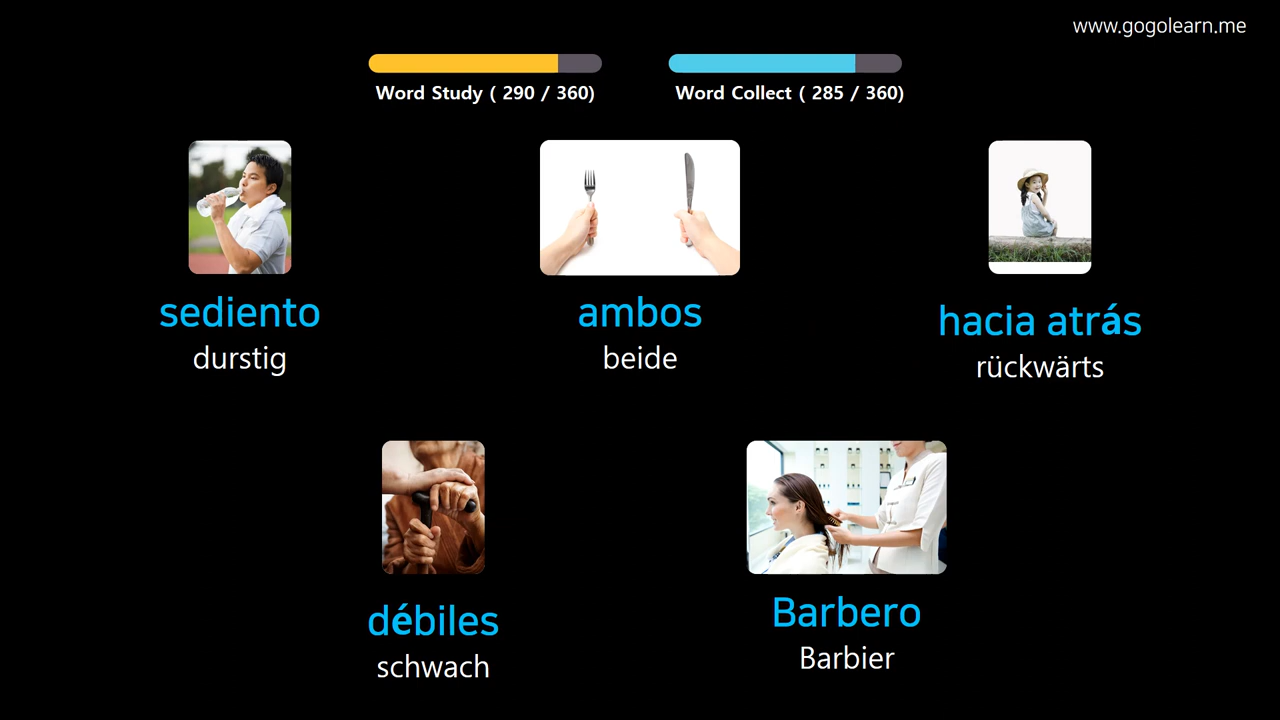 www.gogolearn.me
Word Study ( 290 / 360)
Word Collect ( 285 / 360)
sediento
durstig
ambos
beide
hacia atrás
rückwärts
débiles
schwach
Barbero
Barbier